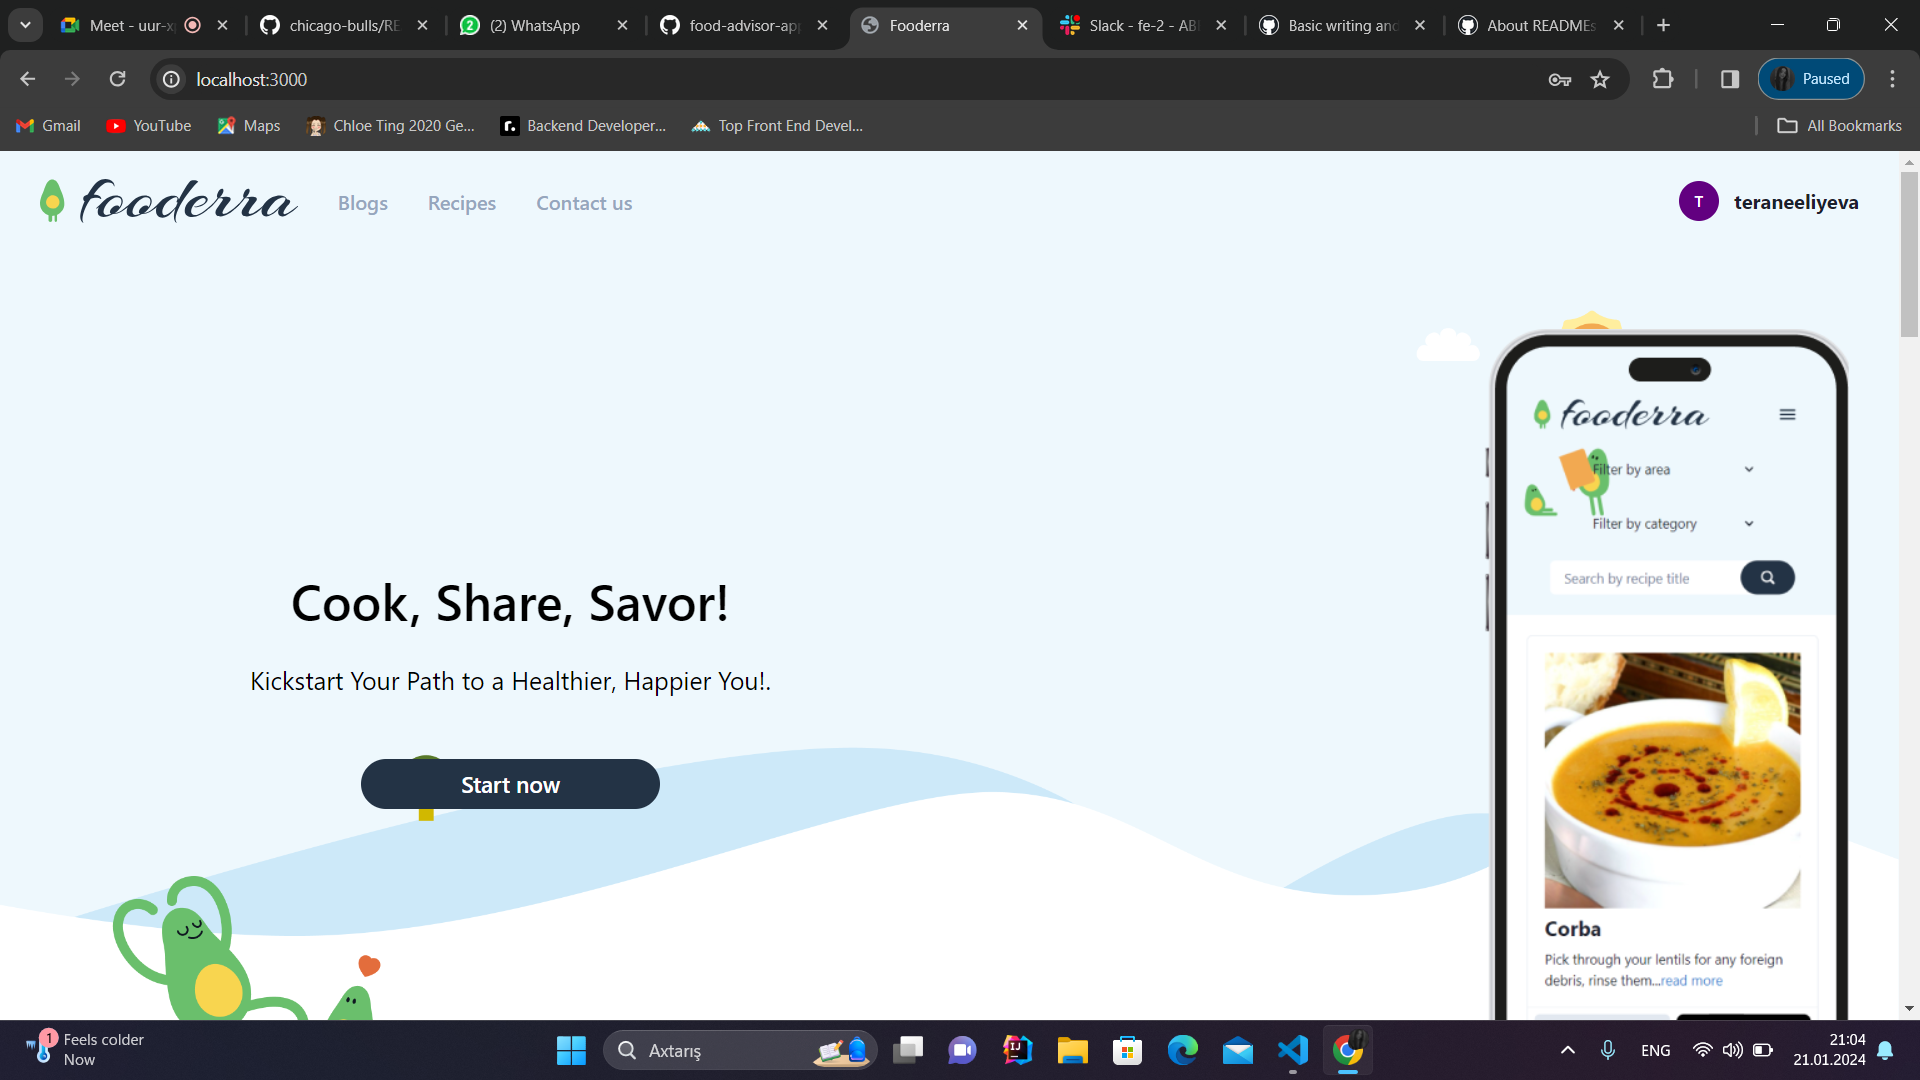 Meet - uur-x
chicago-bulls/RE
(2) WhatsApp
food-advisor-app
Fooderra
Slack - fe-2 - AB
Basic writing and
About READMEs
localhost:3000
Paused
Gmail
YouTube
Maps
Chloe Ting 2020 Ge...
Backend Developer...
Top Front End Devel...
All Bookmarks
fooderra
Blogs
Recipes
Contact us
T
teraneeliyeva
fooderra
Filter by area
Filter by category
Search by recipe title
Cook, Share, Savor!
Kickstart Your Path to a Healthier, Happier You!.
Start now
Corba
Pick through your lentils for any foreign
debris, rinse them...read more
1
Feels colder
Now
Axtarış
ENG
21:04
21.01.2024